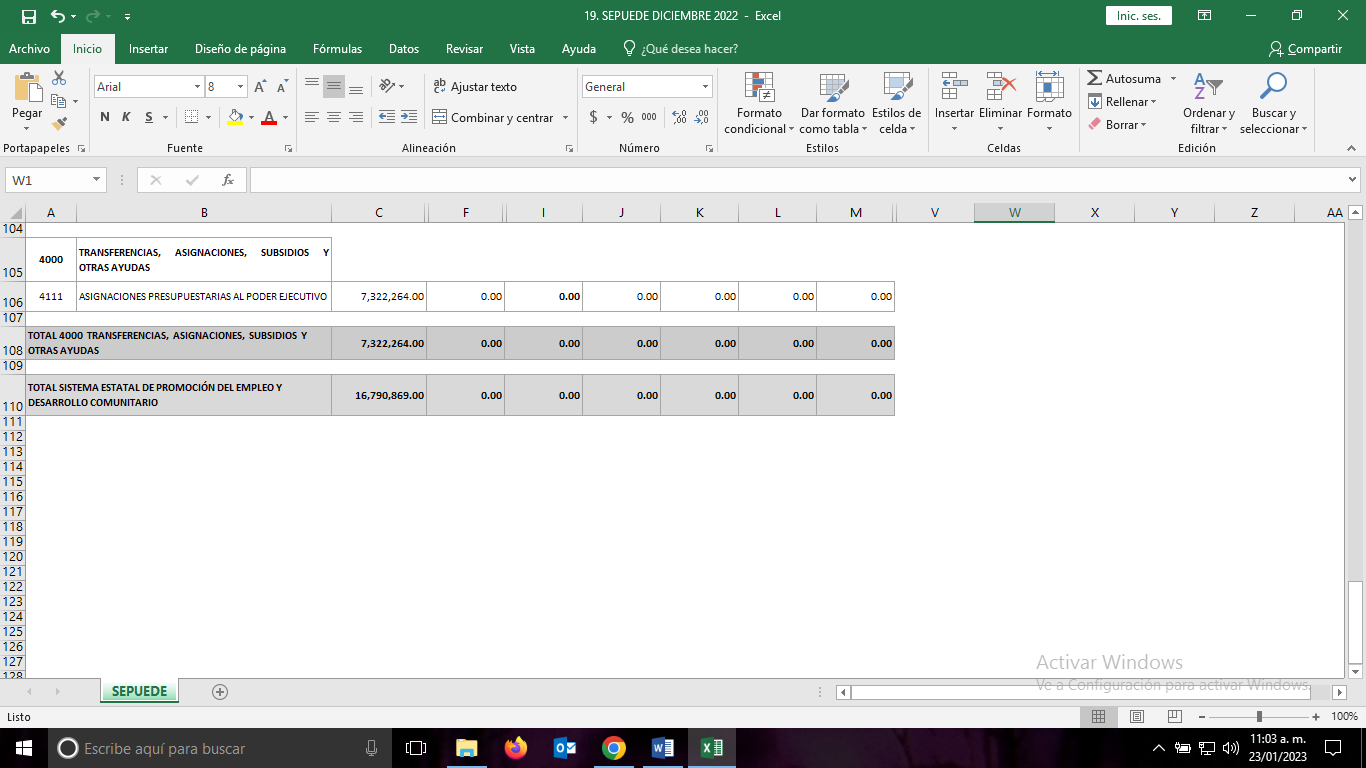 19. SEPUEDE DICIEMBRE 2022 - Excel
Inic. ses.
Archivo Inicio Insertar Diseño de página Fórmulas Datos Revisar Vista Ayuda ¿Qué desea hacer? Compartir
Pegar
Arial 8
Ajustar texto
General
N K S
Combinar y centrar
$ % 000
Formato condicional
Dar formato como tabla
Estilos de celda
Insertar Eliminar Formato
Autosuma
Rellenar
Borrar
Ordenar y filtrar
Buscar y seleccionar
Portapapeles Fuente Alineación Número Estilos Celdas Edición
W1 fx
A B C F I J K L M V W X Y Z AA
104
105 4000 TRANSFERENCIAS, ASIGNACIONES, SUBSIDIOS Y
OTRAS AYUDAS
106 4111 ASIGNACIONES PRESUPUESTARIAS AL PODER EJECUTIVO 7,322,264.00 0.00 0.00 0.00 0.00 0.00 0.00
107
108 TOTAL 4000 TRANSFERENCIAS, ASIGNACIONES, SUBSIDIOS Y
OTRAS AYUDAS 7,322,264.00 0.00 0.00 0.00 0.00 0.00 0.00
109
110 TOTAL SISTEMA ESTATAL DE PROMOCIÓN DEL EMPLEO Y
DESARROLLO COMUNITARIO 16,790,869.00 0.00 0.00 0.00 0.00 0.00 0.00
111
112
113
114
115
116
117
118
119
120
121
122
123
124
125
126
127
128
Activar Windows
Ve a Configuración para activar Windows.
SEPUEDE
Listo
100%
Escribe aquí para buscar
11:03 a. m.
23/01/2023